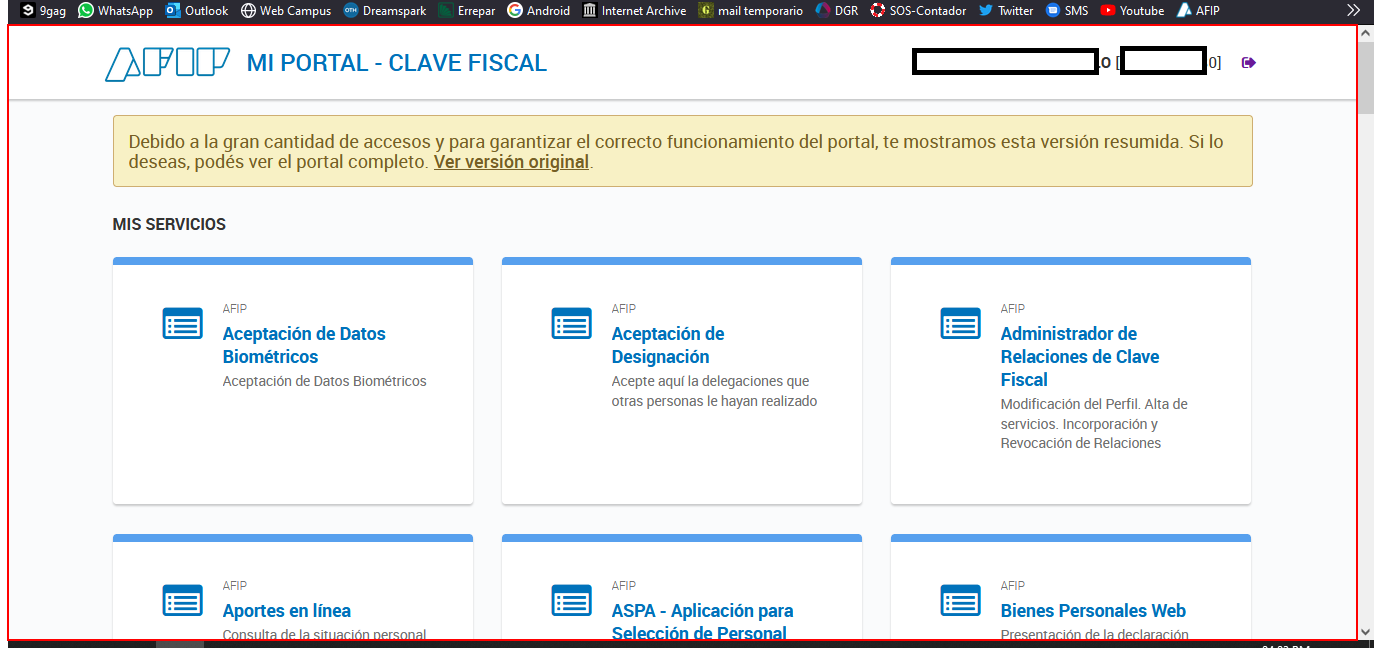 9gag WhatsApp Outlook Web Campus Dreamspark Errepar Android Internet Archive mail temporario DGR SOS-Contador Twitter SMS Youtube AFIP
AFIP MI PORTAL - CLAVE FISCAL
.O [ 0]
Debido a la gran cantidad de accesos y para garantizar el correcto funcionamiento del portal, te mostramos esta versión resumida. Si lo
deseas, podés ver el portal completo. Ver versión original.
MIS SERVICIOS
AFIP
Aceptación de Datos
Biométricos
Aceptación de Datos Biométricos
AFIP
Aceptación de
Designación
Acepte aquí la delegaciones que
otras personas le hayan realizado
AFIP
Administrador de
Relaciones de Clave
Fiscal
Modificación del Perfil. Alta de
servicios. Incorporación y
Revocación de Relaciones
AFIP
Aportes en línea
Consulta de la situación personal
AFIP
ASPA - Aplicación para
Selección de Personal
AFIP
Bienes Personales Web
Presentación de la declaración